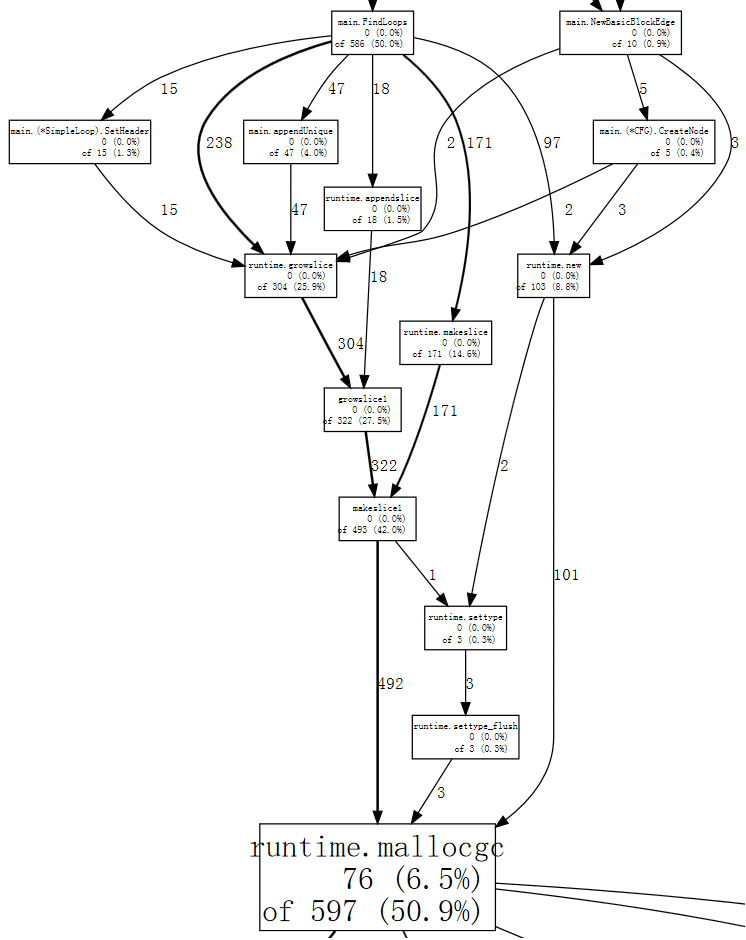 main.FindLoops
0 (0.0%)
of 586 (50.0%)
main.NewBasicBlockEdge
0 (0.0%)
of 10 (0.9%)
15
47
18
5
main.(*SimpleLoop).SetHeader
0 (0.0%)
of 15 (1.3%)
238
main.appendUnique
0 (0.0%)
of 47 (4.0%)
2
171
97
main.(*CFG).CreateNode
0 (0.0%)
of 5 (0.4%)
3
runtime.appendslice
0 (0.0%)
of 18 (1.5%)
15
47
2
3
runtime.growslice
0 (0.0%)
of 304 (25.9%)
18
runtime.new
0 (0.0%)
of 103 (8.8%)
304
runtime.makeslice
0 (0.0%)
of 171 (14.6%)
growslice1
0 (0.0%)
of 322 (27.5%)
171
322
2
makeslice1
0 (0.0%)
of 493 (42.0%)
1
101
runtime.settype
0 (0.0%)
of 3 (0.3%)
492
3
runtime.settype_flush
0 (0.0%)
of 3 (0.3%)
3
runtime.mallocgc
76 (6.5%)
of 597 (50.9%)